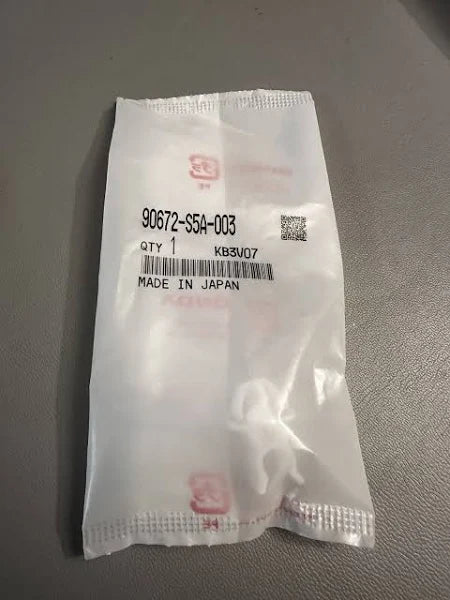 90672-S5A-003
QTY 1 KB3V07
MADE IN JAPAN